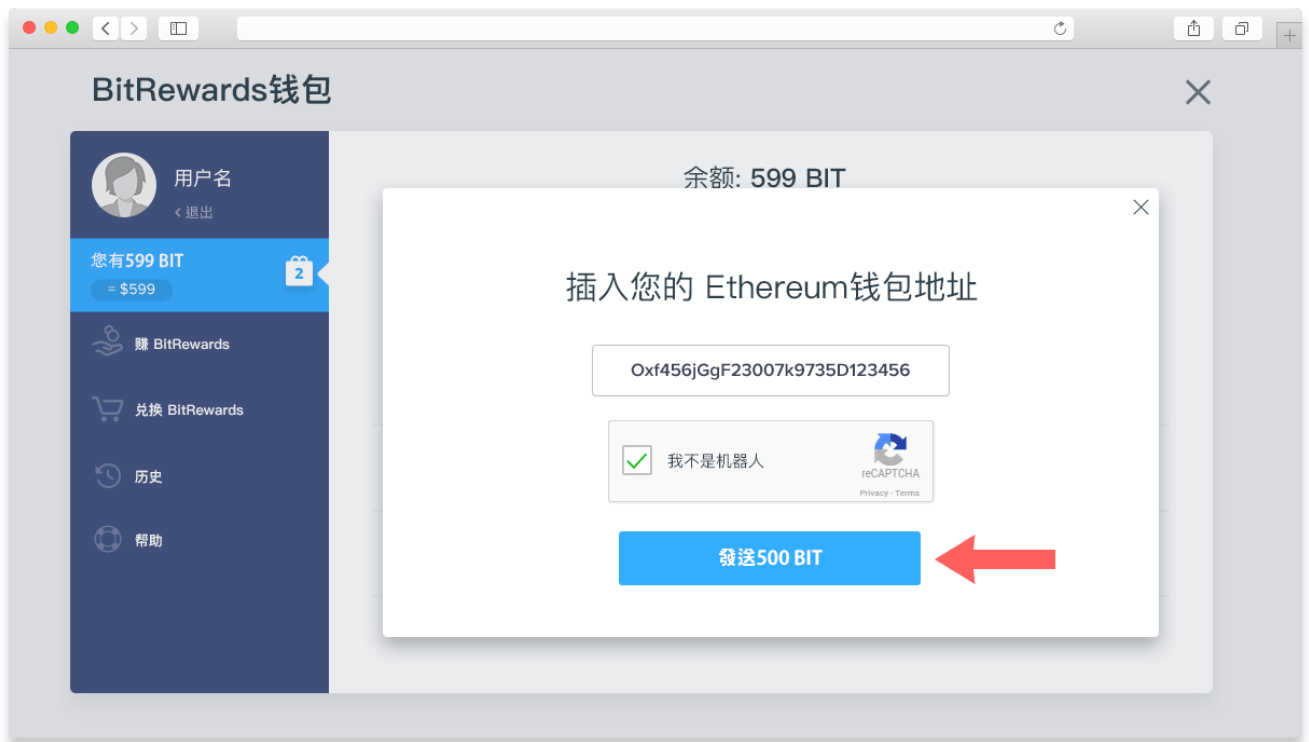 BitRewards钱包
用户名
退出
您有599 BIT
2
= $599
赚 BitRewards
兑换 BitRewards
历史
帮助
余额: 599 BIT
插入您的 Ethereum钱包地址
Oxf456jGgF23007k9735D123456
我不是机器人
reCAPTCHA
Privacy - Terms
發送500 BIT